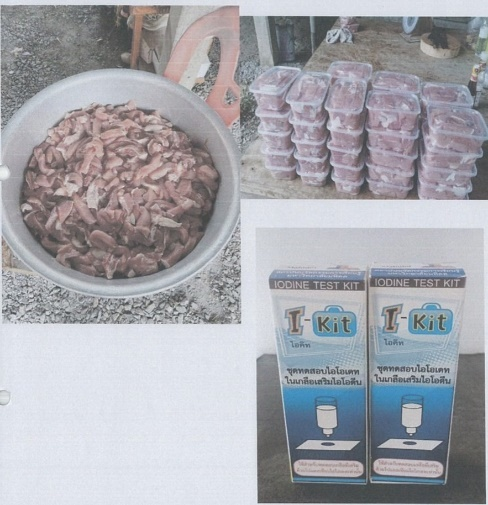 IODINE TEST KIT
I-Kit
ไอคิท
ชุดทดสอบไอโอเดท
ในเกลือเสริมไอโอดีน
IODINE TEST KIT
I-Kit
ไอคิท
ชุดทดสอบไอโอเดท
ในเกลือเสริมไอโอดีน